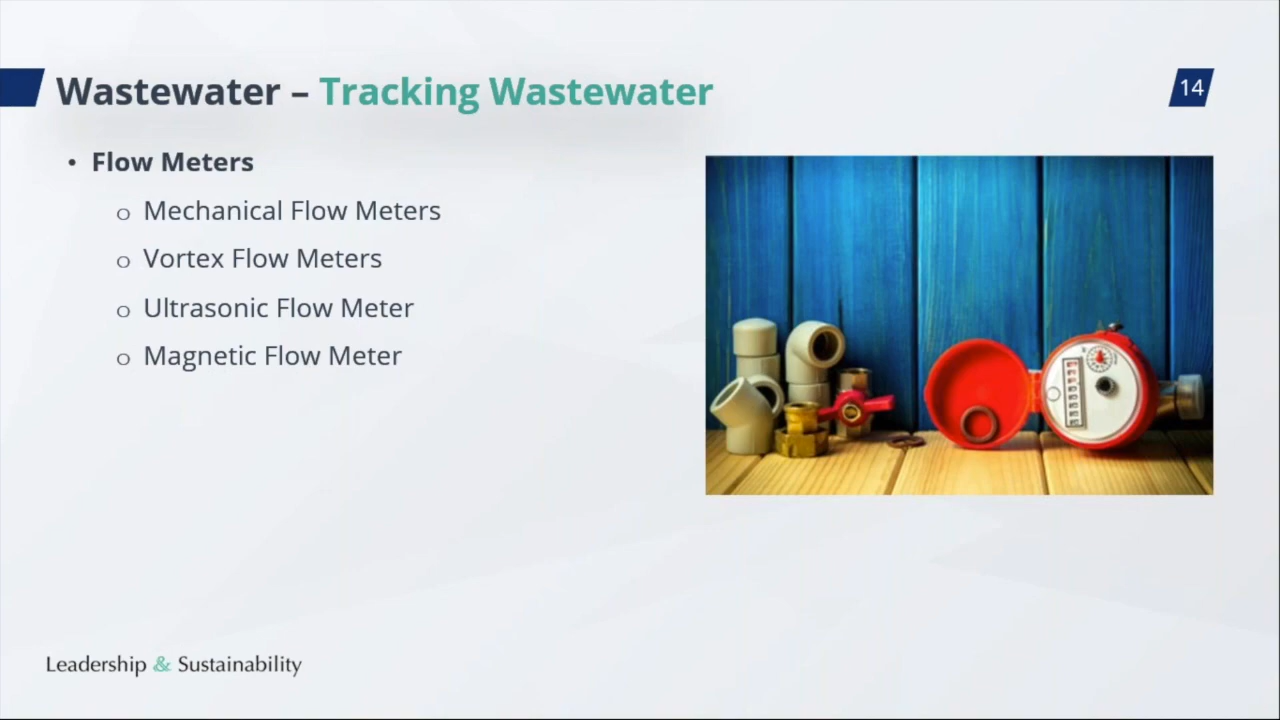 Wastewater – Tracking Wastewater
14
• Flow Meters
o Mechanical Flow Meters
o Vortex Flow Meters
o Ultrasonic Flow Meter
o Magnetic Flow Meter
Leadership & Sustainability